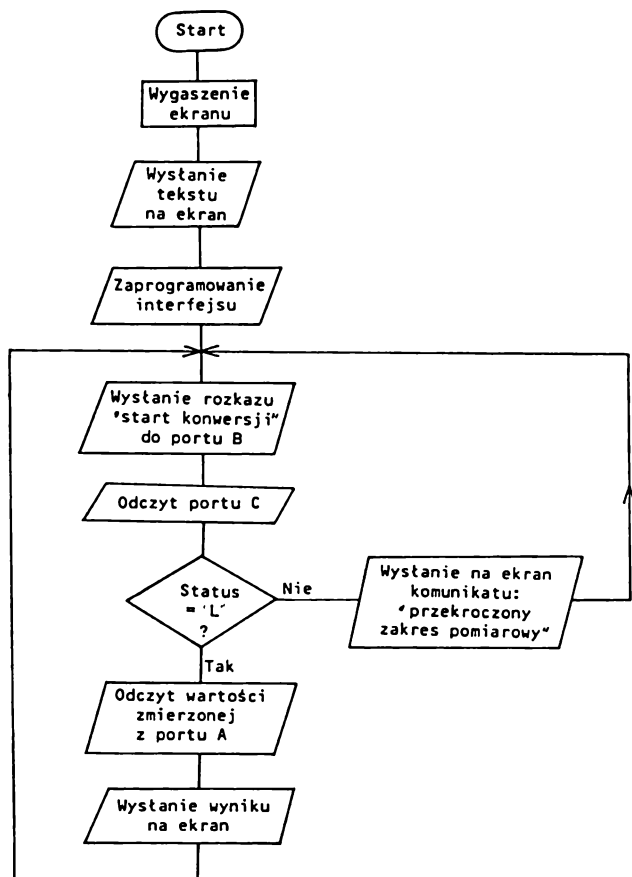 Start
Wygaszenie
ekranu
Wysłanie
tekstu
na ekran
Zaprogramowanie
interfejsu
Wysłanie rozkazu
"start konwersji"
do portu B
Odczyt portu C
Status
= 'L'
?
Nie
Wysłanie na ekran
komunikatu:
"przekroczony
zakres pomiarowy"
Tak
Odczyt wartości
zmierzonej
z portu A
Wysłanie wyniku
na ekran